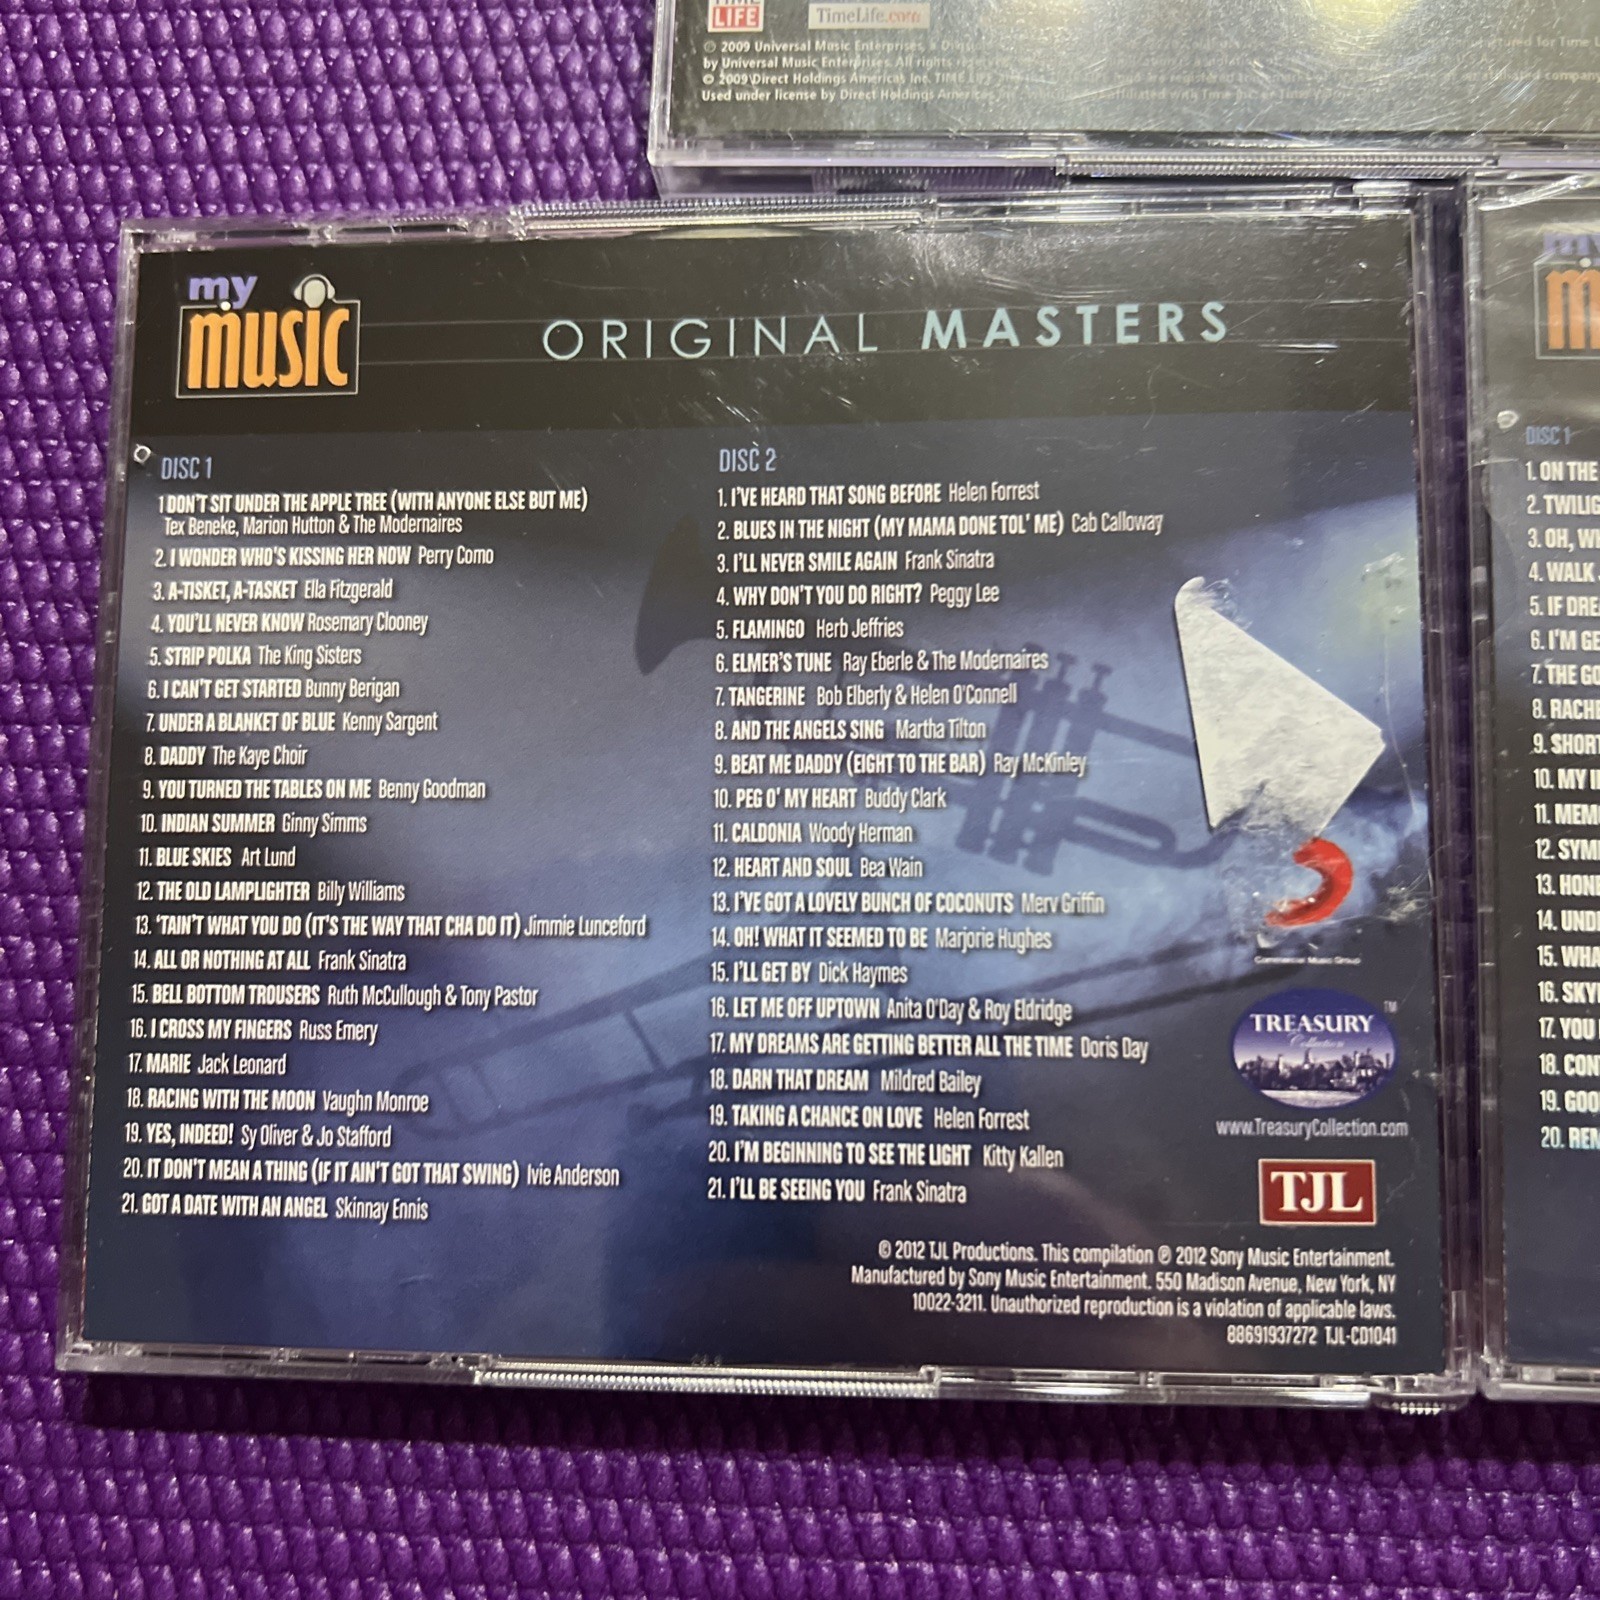 TIME
LIFE
TimeLife.com
℗ 2009 Universal Music Enterprises, a
by Universal Music Enterprises. All rights
© 2009 Direct Holdings Americas Inc. TIME LIFE
Used under license by Direct Holdings Americas
my
music
ORIGINAL MASTERS
DISC 1
1 DON'T SIT UNDER THE APPLE TREE (WITH ANYONE ELSE BUT ME)
Tex Beneke, Marion Hutton & The Modernaires
2. I WONDER WHO'S KISSING HER NOW Perry Como
3. A-TISKET, A-TASKET Ella Fitzgerald
4. YOU'LL NEVER KNOW Rosemary Clooney
5. STRIP POLKA The King Sisters
6. I CAN'T GET STARTED Bunny Berigan
7. UNDER A BLANKET OF BLUE Kenny Sargent
8. DADDY The Kaye Choir
9. YOU TURNED THE TABLES ON ME Benny Goodman
10. INDIAN SUMMER Ginny Simms
11. BLUE SKIES Art Lund
12. THE OLD LAMPLIGHTER Billy Williams
13. 'TAIN'T WHAT YOU DO (IT'S THE WAY THAT CHA DO IT) Jimmie Lunceford
14. ALL OR NOTHING AT ALL Frank Sinatra
15. BELL BOTTOM TROUSERS Ruth McCullough & Tony Pastor
16. I CROSS MY FINGERS Russ Emery
17. MARIE Jack Leonard
18. RACING WITH THE MOON Vaughn Monroe
19. YES, INDEED! Sy Oliver & Jo Stafford
20. IT DON'T MEAN A THING (IF IT AIN'T GOT THAT SWING) Ivie Anderson
21. GOT A DATE WITH AN ANGEL Skinnay Ennis
DISC 2
1. I'VE HEARD THAT SONG BEFORE Helen Forrest
2. BLUES IN THE NIGHT (MY MAMA DONE TOL' ME) Cab Calloway
3. I'LL NEVER SMILE AGAIN Frank Sinatra
4. WHY DON'T YOU DO RIGHT? Peggy Lee
5. FLAMINGO Herb Jeffries
6. ELMER'S TUNE Ray Eberle & The Modernaires
7. TANGERINE Bob Elberly & Helen O'Connell
8. AND THE ANGELS SING Martha Tilton
9. BEAT ME DADDY (EIGHT TO THE BAR) Ray McKinley
10. PEG O' MY HEART Buddy Clark
11. CALDONIA Woody Herman
12. HEART AND SOUL Bea Wain
13. I'VE GOT A LOVELY BUNCH OF COCONUTS Merv Griffin
14. OH! WHAT IT SEEMED TO BE Marjorie Hughes
15. I'LL GET BY Dick Haymes
16. LET ME OFF UPTOWN Anita O'Day & Roy Eldridge
17. MY DREAMS ARE GETTING BETTER ALL THE TIME Doris Day
18. DARN THAT DREAM Mildred Bailey
19. TAKING A CHANCE ON LOVE Helen Forrest
20. I'M BEGINNING TO SEE THE LIGHT Kitty Kallen
21. I'LL BE SEEING YOU Frank Sinatra
Commercial Music Group
TREASURY
Collection
TM
www.TreasuryCollection.com
TJL
© 2012 TJL Productions. This compilation ℗ 2012 Sony Music Entertainment.
Manufactured by Sony Music Entertainment. 550 Madison Avenue, New York, NY
10022-3211. Unauthorized reproduction is a violation of applicable laws.
88691937272 TJL-CD1041
DISC 1
1. ON THE
2. TWILIG
3. OH, WH
4. WALK
5. IF DREA
6. I'M GE
7. THE GO
8. RACHE
9. SHORT
10. MY I
11. MEMO
12. SYM
13. HONE
14. UND
15. WHA
16. SKY
17. YOU
18. CON
19. GOO
20. REM